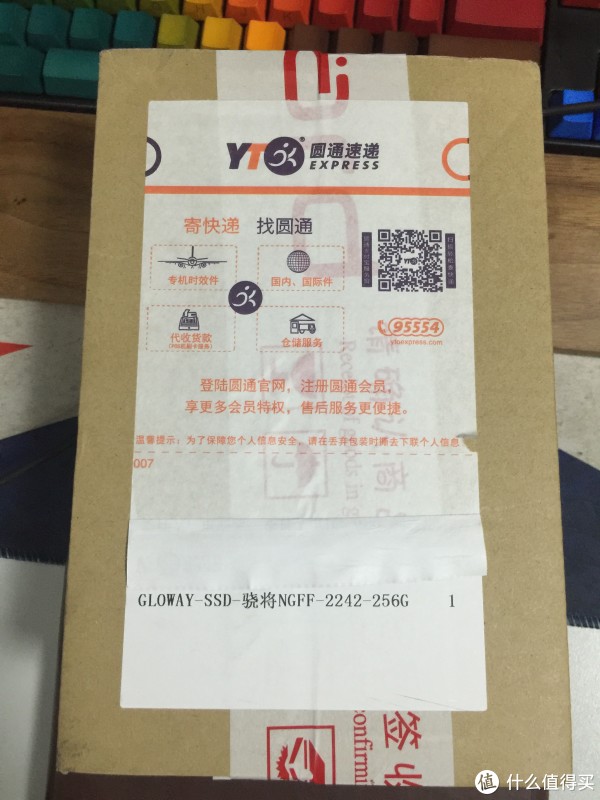 YTO 圆通速递
EXPRESS
寄快递 找圆通
专机时效件
国内、国际件
代收货款
仓储服务
95554
ytoexpress.com
登陆圆通官网，注册圆通会员，
享更多会员特权，售后服务更便捷。
温馨提示：为了保障您个人信息安全，请在丢弃包装时撕去下联个人信息
007
GLOWAY-SSD-骁将NGFF-2242-256G 1
签收
confirmi
值 什么值得买